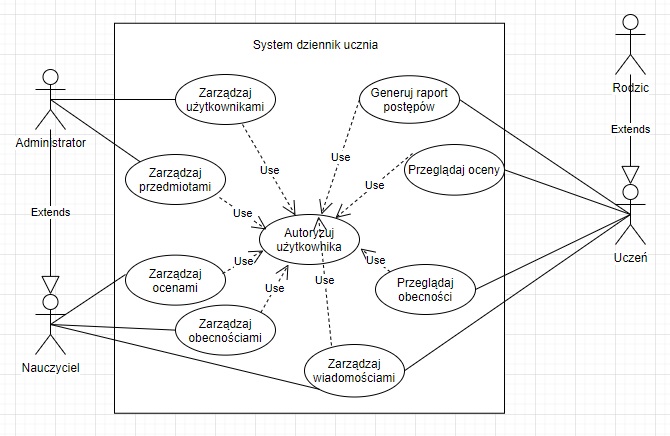 System dziennik ucznia
Administrator
Extends
Nauczyciel
Rodzic
Extends
Uczeń
Zarządzaj
użytkownikami
Generuj raport
postępów
Zarządzaj
przedmiotami
Przeglądaj oceny
Use
Use
Use
Use
Autoryzuj
użytkownika
Zarządzaj
ocenami
Use
Use
Przeglądaj
obecności
Use
Use
Zarządzaj
obecnościami
Zarządzaj
wiadomościami